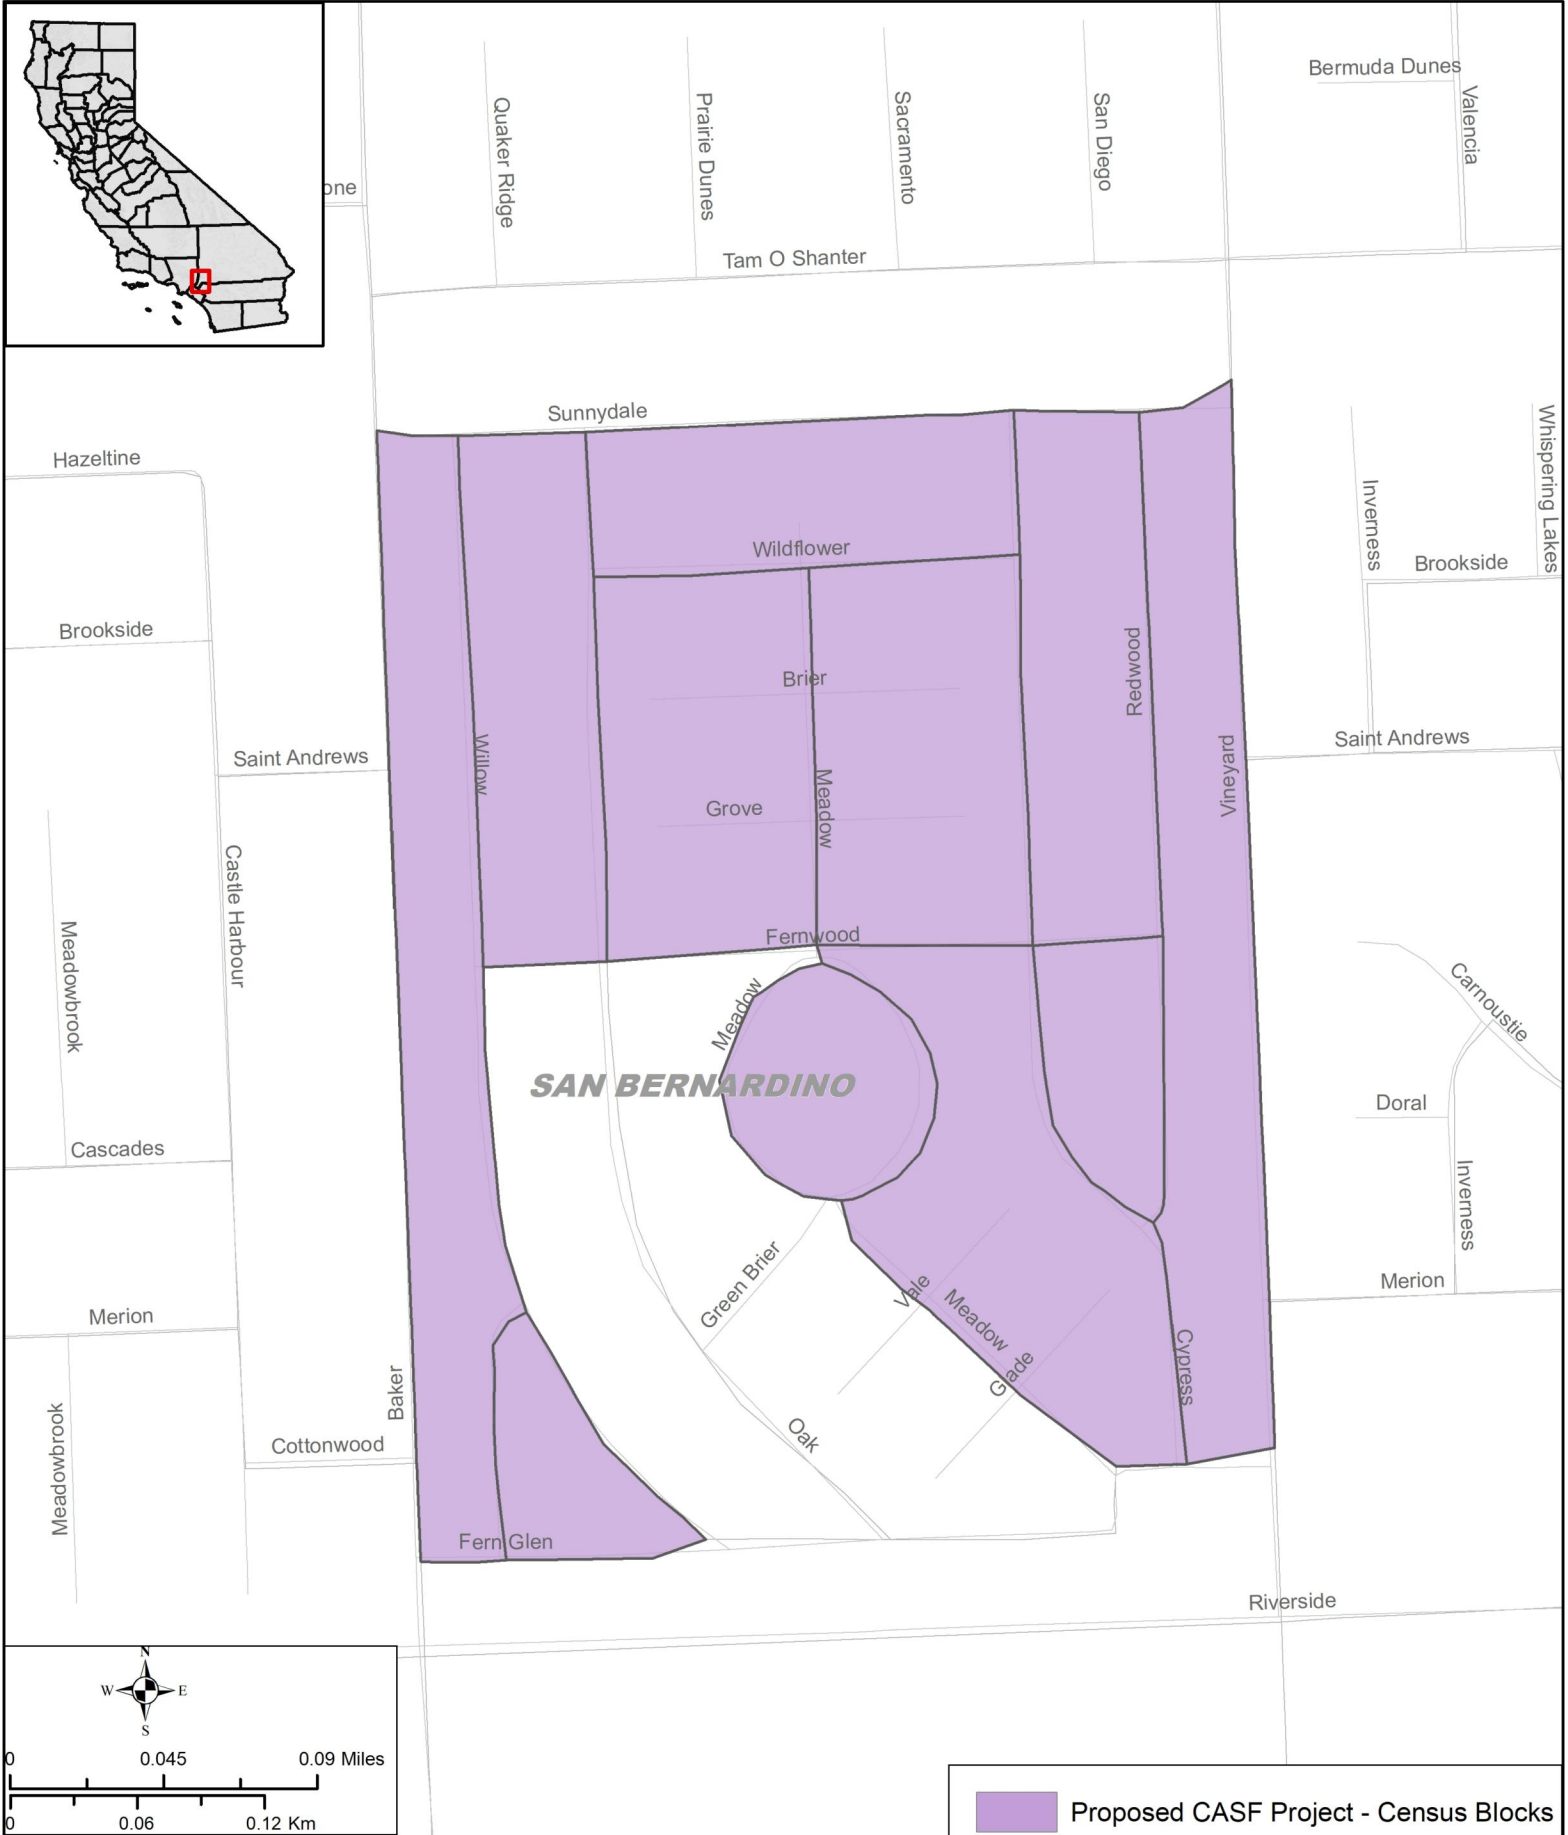 Bermuda Dunes
Valencia
Quaker Ridge
Prairie Dunes
Sacramento
San Diego
one
Tam O Shanter
Sunnydale
Hazeltine
Whispering Lakes
Inverness
Wildflower
Brookside
Brookside
Redwood
Brier
Saint Andrews
Willow
Vineyard
Saint Andrews
Meadow
Grove
Castle Harbour
Meadowbrook
Fernwood
Carnoustie
Meadow
SAN BERNARDINO
Doral
Cascades
Inverness
Green Brier
Vale
Merion
Meadow
Merion
Cypress
Glade
Baker
Oak
Meadowbrook
Cottonwood
Fern Glen
Riverside
N
W
E
S
0
0.045
0.09 Miles
0
0.06
0.12 Km
Proposed CASF Project - Census Blocks